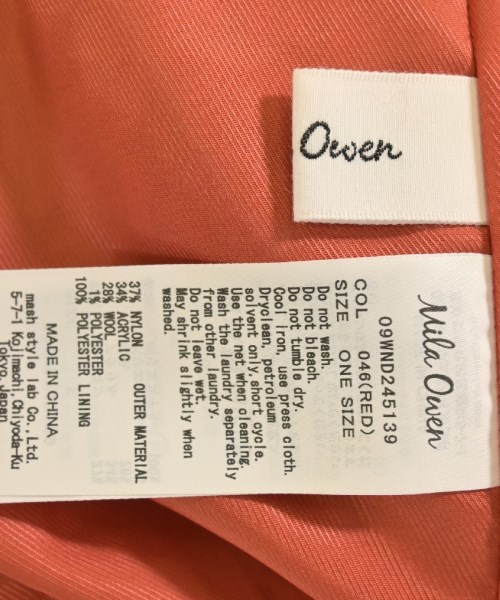 Owen
Mila Owen
09WND245139
COL 046(RED)
SIZE ONE SIZE
Do not wash.
Do not bleach.
Do not tumble dry.
Cool iron, use press cloth.
Dryclean, petroleum
solvent only, short cycle.
Use the net when cleaning.
Wash the laundry separately
from other laundry.
Do not leave wet.
May shrink slightly when
washed.
37% NYLON OUTER MATERIAL
34% ACRYLIC
28% WOOL
1% POLYESTER
100% POLYESTER LINING
MADE IN CHINA
mash style lab Co., Ltd.
5-7-1 Kojimachi Chiyoda-Ku
Tokyo Japan